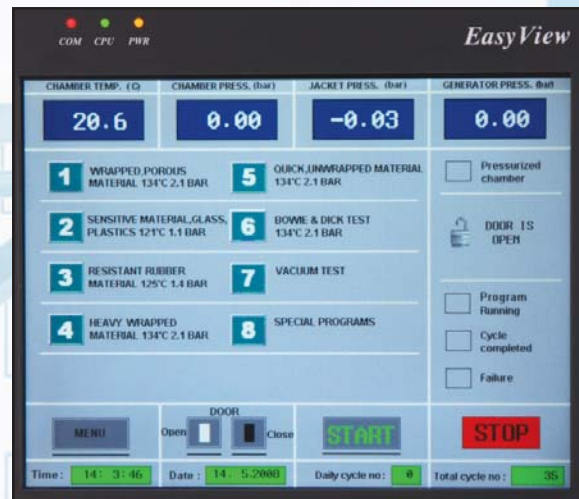 COM CPU PWR
EasyView
CHAMBER TEMP. (C) CHAMBER PRESS. (bar) JACKET PRESS. (bar) GENERATOR PRESS. (bar)
20.6 0.00 -0.03 0.00
1 WRAPPED,POROUS
MATERIAL 134°C 2.1 BAR
5 QUICK,UNWRAPPED MATERIAL
134°C 2.1 BAR
Pressurized
chamber
2 SENSITIVE MATERIAL,GLASS,
PLASTICS 121°C 1.1 BAR
6 BOWIE & DICK TEST
134°C 2.1 BAR
DOOR IS
OPEN
3 RESISTANT RUBBER
MATERIAL 125°C 1.4 BAR
7 VACUUM TEST
Program
Running
4 HEAVY WRAPPED
MATERIAL 134°C 2.1 BAR
8 SPECIAL PROGRAMS
Cycle
completed
Failure
MENU
DOOR
Open Close
START
STOP
Time: 14: 3:46 Date : 14. 5.2008 Daily cycle no: 0 Total cycle no: 35